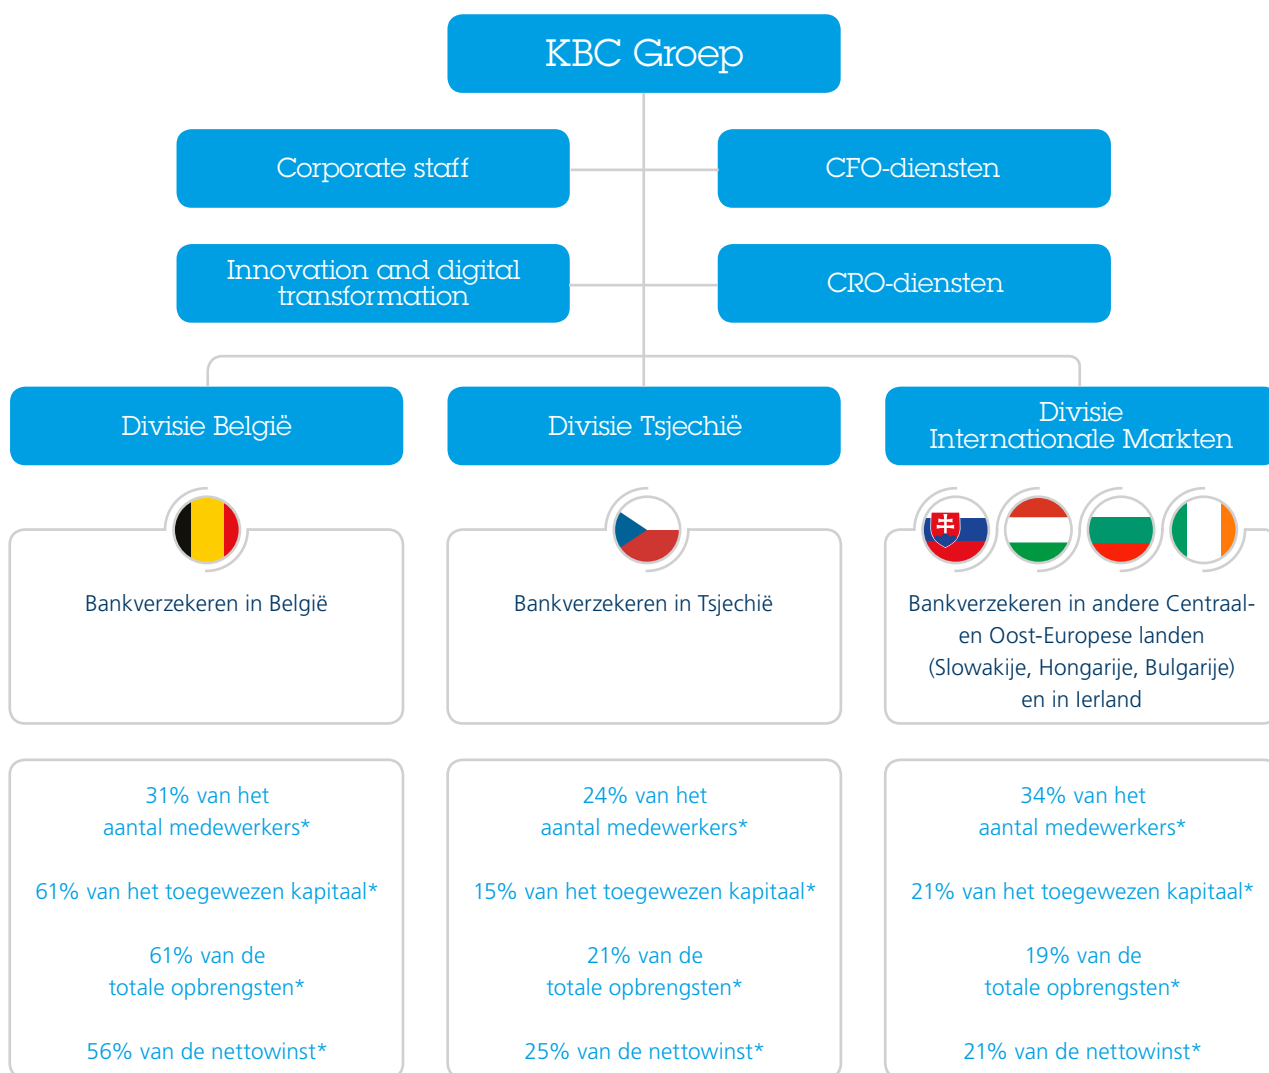 KBC Groep
Corporate staff
CFO-diensten
Innovation and digital
transformation
CRO-diensten
Divisie België
Divisie Tsjechië
Divisie
Internationale Markten
Bankverzekeren in België
Bankverzekeren in Tsjechië
Bankverzekeren in andere Centraal-
en Oost-Europese landen
(Slowakije, Hongarije, Bulgarije)
en in Ierland
31% van het
aantal medewerkers*
61% van het toegewezen kapitaal*
61% van de
totale opbrengsten*
56% van de nettowinst*
24% van het
aantal medewerkers*
15% van het toegewezen kapitaal*
21% van de
totale opbrengsten*
25% van de nettowinst*
34% van het
aantal medewerkers*
21% van het toegewezen kapitaal*
19% van de
totale opbrengsten*
21% van de nettowinst*